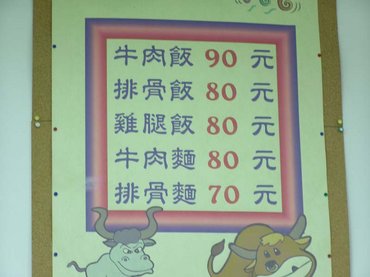 牛肉飯 90 元
排骨飯 80 元
雞腿飯 80 元
牛肉麵 80 元
排骨麵 70 元